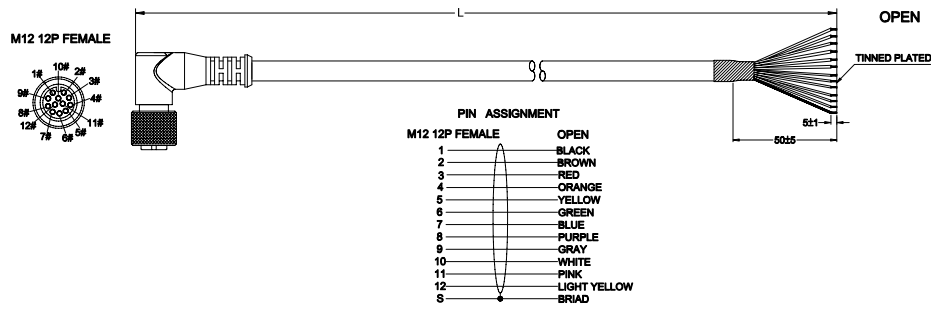 L
OPEN
M12 12P FEMALE
10#
1# 2#
3#
9# 4#
8# 11#
12# 5#
7# 6#
TINNED PLATED
5±1
50±5
PIN ASSIGNMENT
M12 12P FEMALE OPEN
1 BLACK
2 BROWN
3 RED
4 ORANGE
5 YELLOW
6 GREEN
7 BLUE
8 PURPLE
9 GRAY
10 WHITE
11 PINK
12 LIGHT YELLOW
S BRIAD